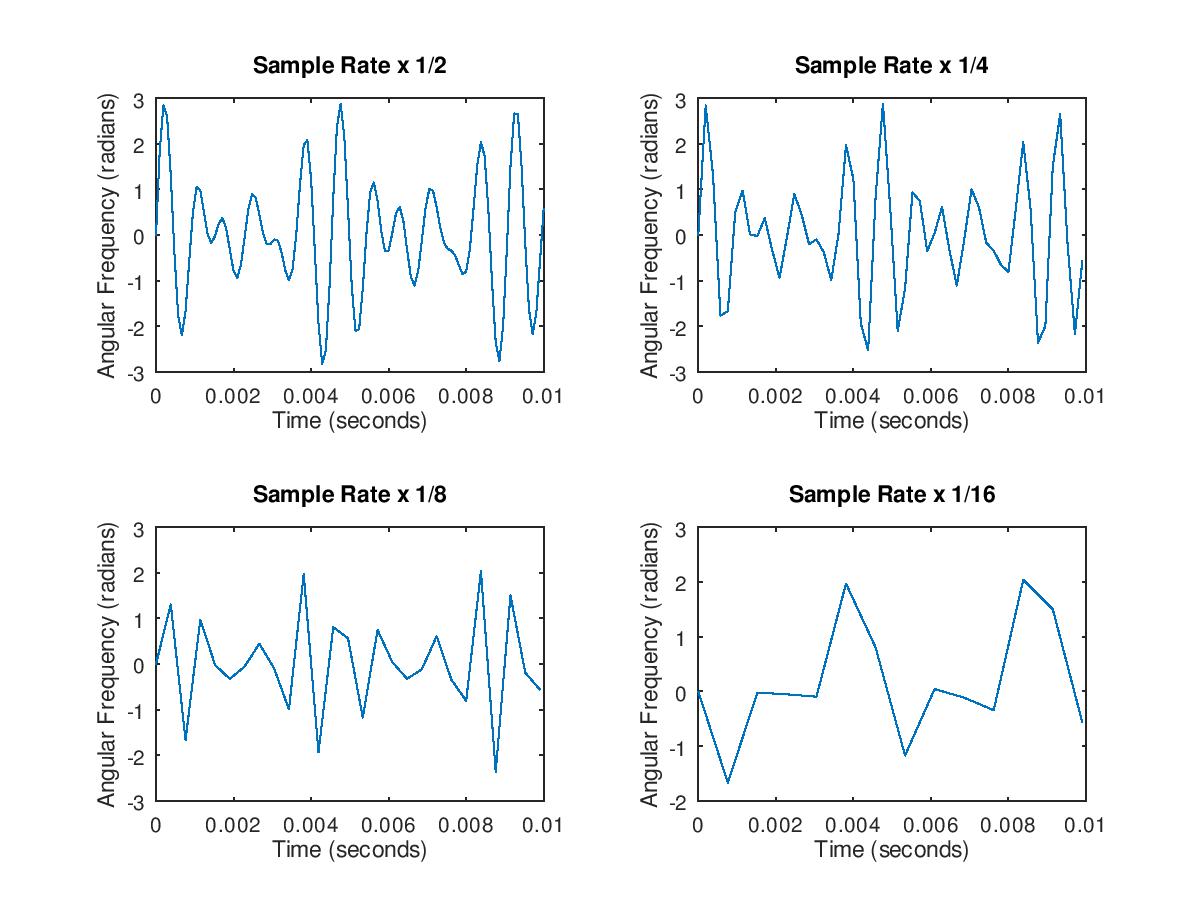 Sample Rate x 1/2
Angular Frequency (radians)
3
2
1
0
-1
-2
-3
0 0.002 0.004 0.006 0.008 0.01
Time (seconds)
Sample Rate x 1/4
Angular Frequency (radians)
3
2
1
0
-1
-2
-3
0 0.002 0.004 0.006 0.008 0.01
Time (seconds)
Sample Rate x 1/8
Angular Frequency (radians)
3
2
1
0
-1
-2
-3
0 0.002 0.004 0.006 0.008 0.01
Time (seconds)
Sample Rate x 1/16
Angular Frequency (radians)
3
2
1
0
-1
-2
0 0.002 0.004 0.006 0.008 0.01
Time (seconds)